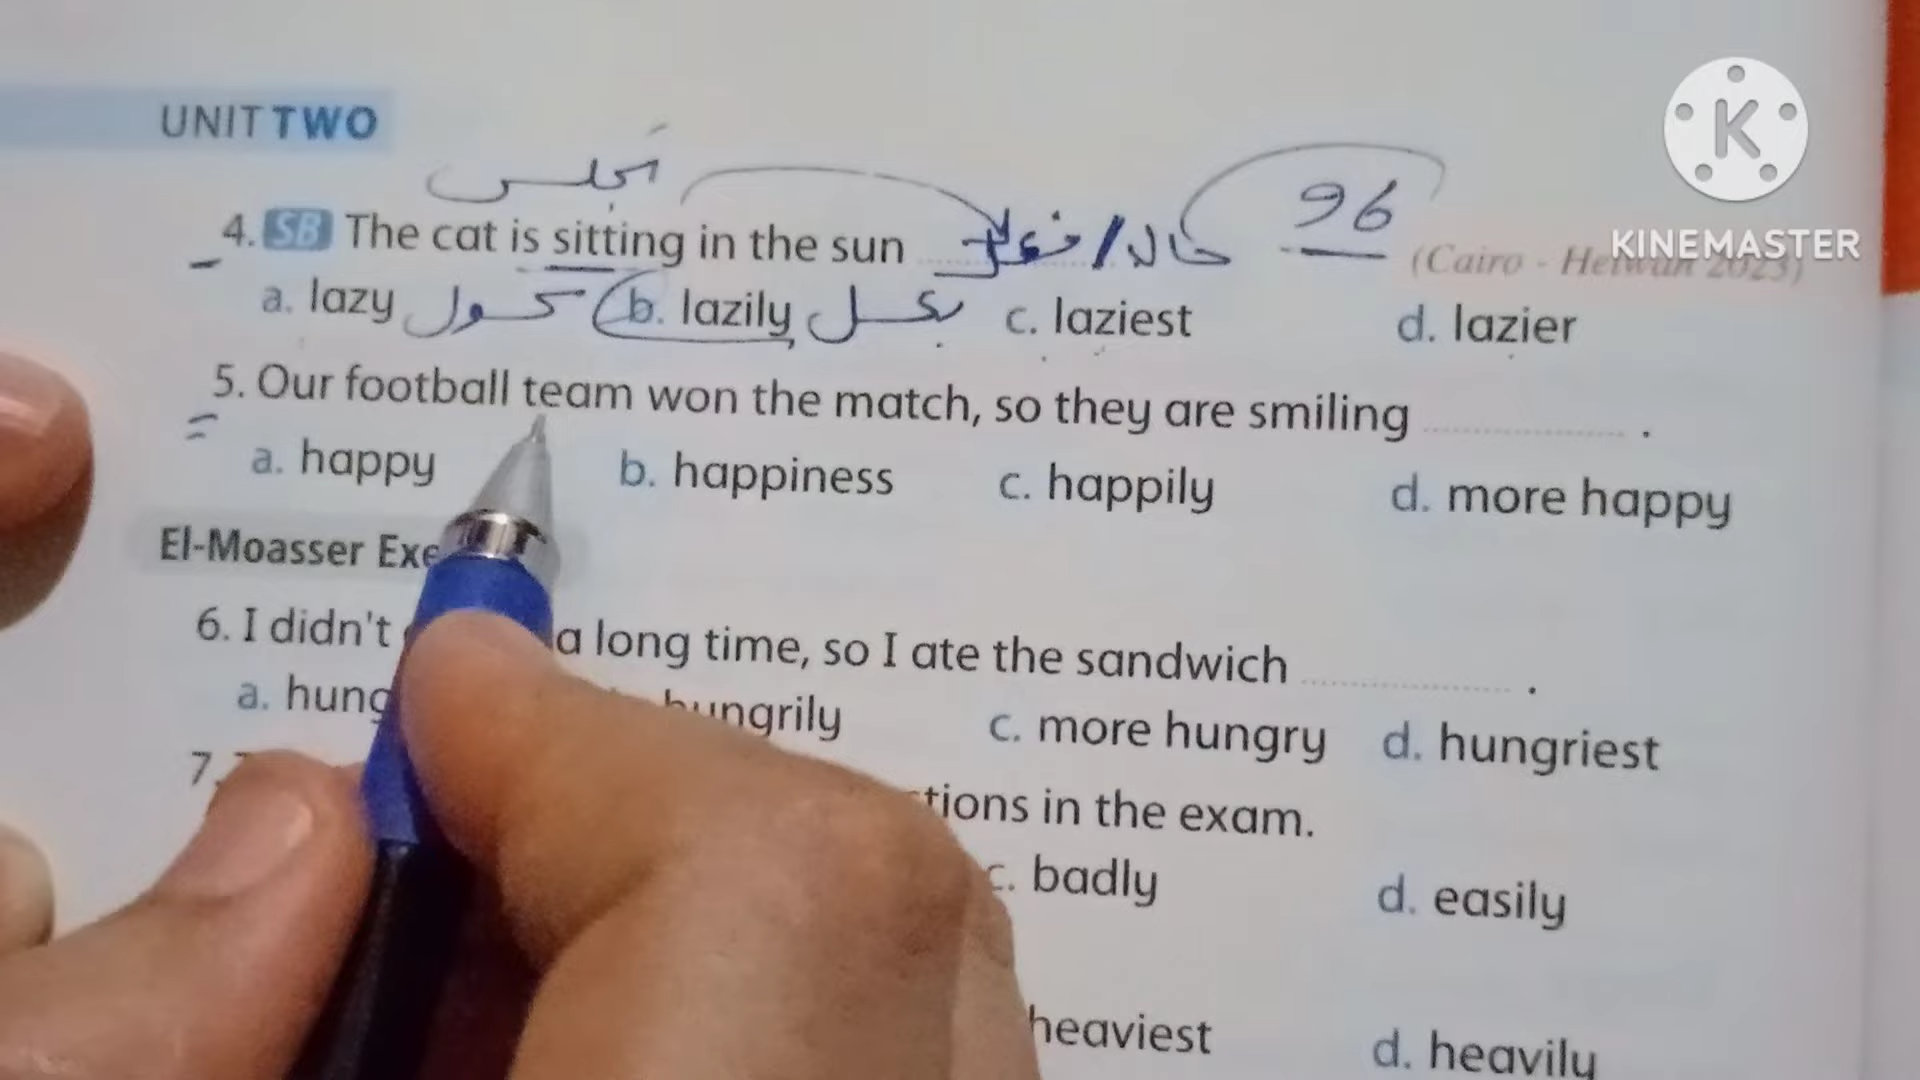 UNIT TWO
يجلس
96
4. SB The cat is sitting in the sun ............ حال / (Cairo - Helwan 2023)
a. lazy كسول b. lazily بكسل c. laziest d. lazier
5. Our football team won the match, so they are smiling ............ .
a. happy b. happiness c. happily d. more happy
El-Moasser Exe
6. I didn't a long time, so I ate the sandwich ............ .
a. hung hungrily c. more hungry d. hungriest
7. tions in the exam.
c. badly d. easily
heaviest d. heavily
K
KINEMASTER